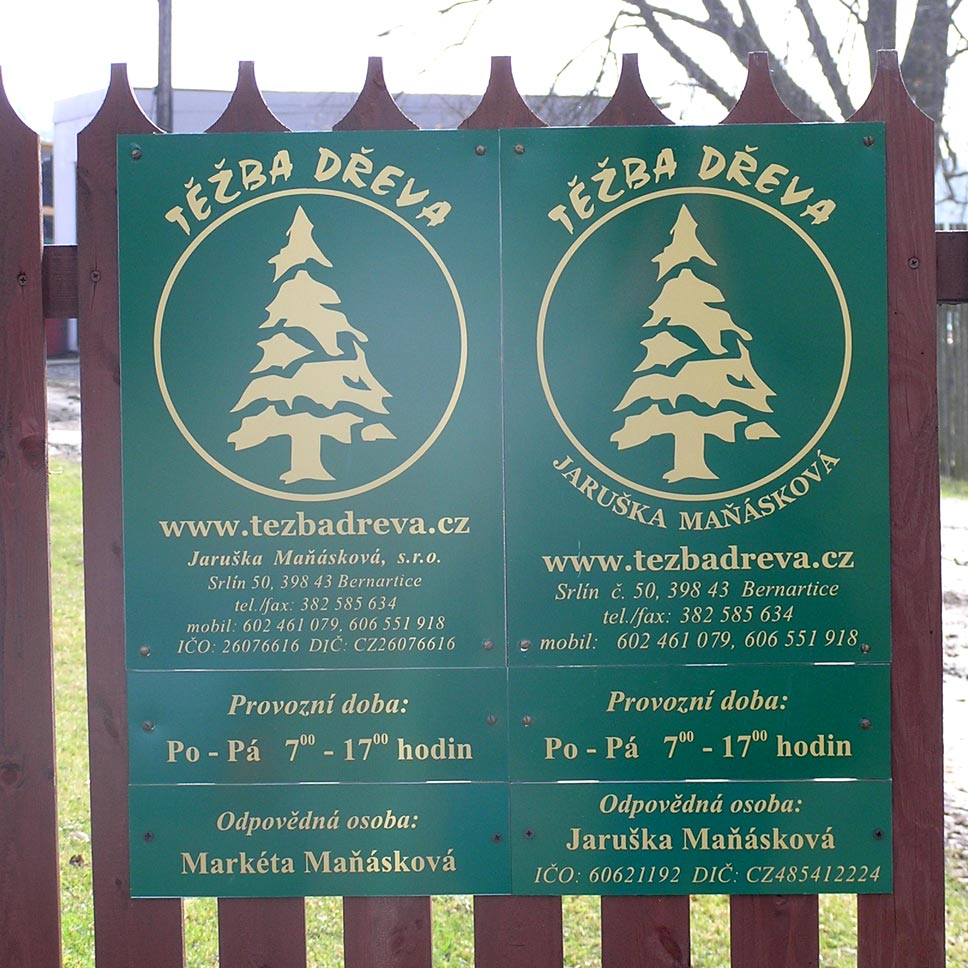 TĚŽBA DŘEVA
www.tezbadreva.cz
Jaruška Maňásková, s.r.o.
Srlín 50, 398 43 Bernartice
tel./fax: 382 585 634
mobil: 602 461 079, 606 551 918
IČO: 26076616 DIČ: CZ26076616
Provozní doba:
Po - Pá 7⁰⁰ - 17⁰⁰ hodin
Odpovědná osoba:
Markéta Maňásková
TĚŽBA DŘEVA
JARUŠKA MAŇÁSKOVÁ
www.tezbadreva.cz
Srlín č. 50, 398 43 Bernartice
tel./fax: 382 585 634
mobil: 602 461 079, 606 551 918
Provozní doba:
Po - Pá 7⁰⁰ - 17⁰⁰ hodin
Odpovědná osoba:
Jaruška Maňásková
IČO: 60621192 DIČ: CZ485412224